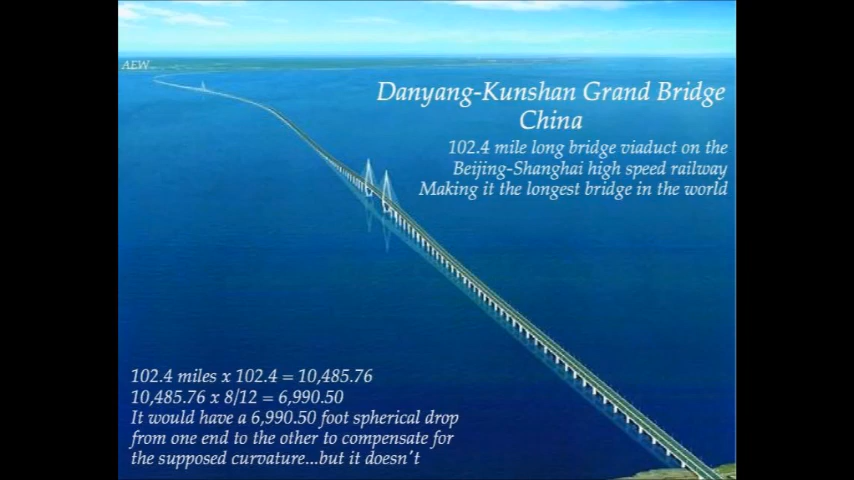 AEW
Danyang-Kunshan Grand Bridge
China
102.4 mile long bridge viaduct on the
Beijing-Shanghai high speed railway
Making it the longest bridge in the world
102.4 miles x 102.4 = 10,485.76
10,485.76 x 8/12 = 6,990.50
It would have a 6,990.50 foot spherical drop
from one end to the other to compensate for
the supposed curvature...but it doesn't